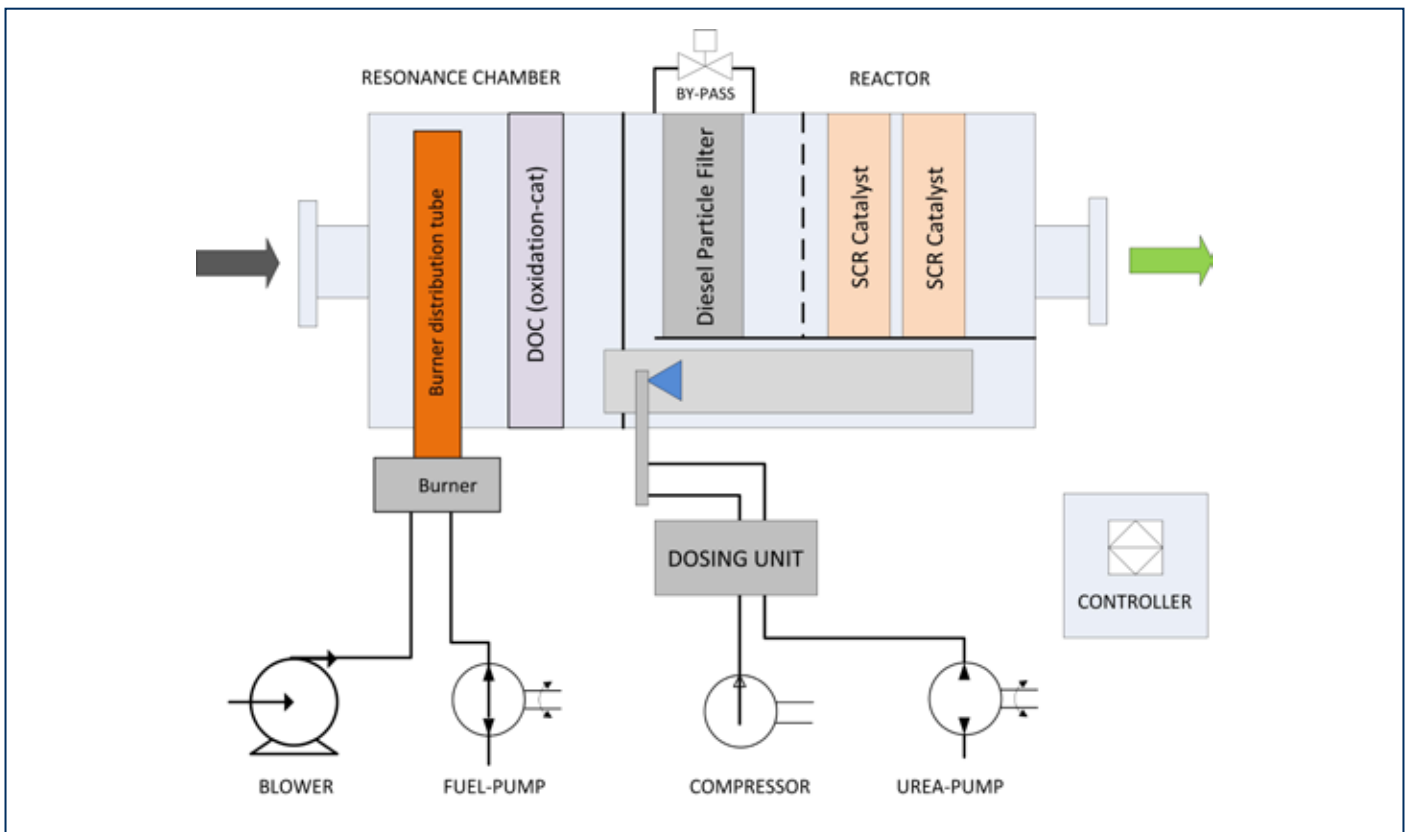 RESONANCE CHAMBER
BY-PASS
REACTOR
Burner distribution tube
DOC (oxidation-cat)
Diesel Particle Filter
SCR Catalyst
SCR Catalyst
Burner
DOSING UNIT
CONTROLLER
BLOWER
FUEL-PUMP
COMPRESSOR
UREA-PUMP